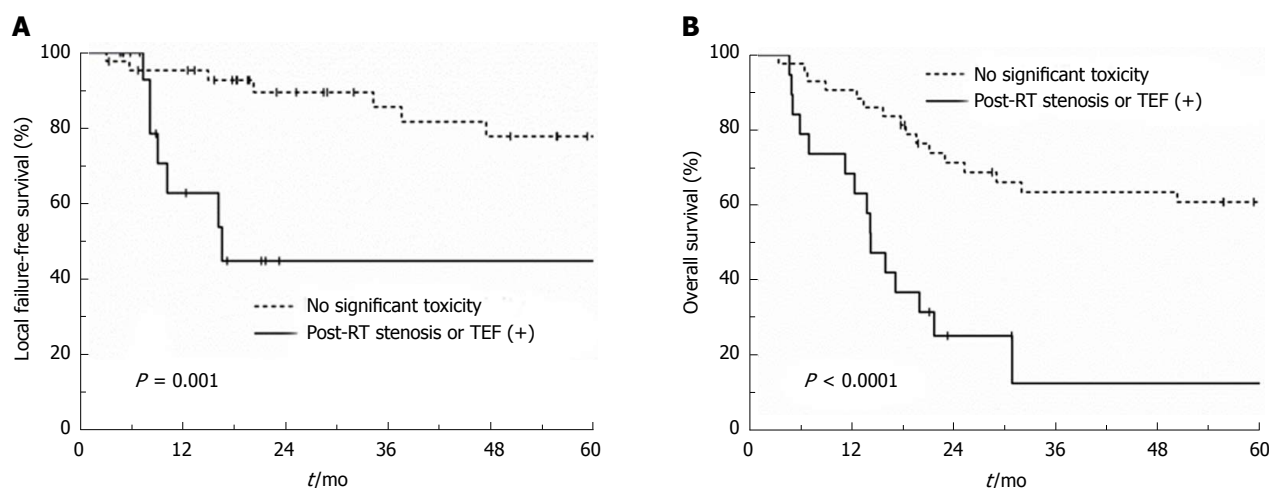 A
100
80
60
40
20
0
Local failure-free survival (%)
No significant toxicity
Post-RT stenosis or TEF (+)
P = 0.001
0 12 24 36 48 60
t/mo
B
100
80
60
40
20
0
Overall survival (%)
No significant toxicity
Post-RT stenosis or TEF (+)
P < 0.0001
0 12 24 48 60
t/mo